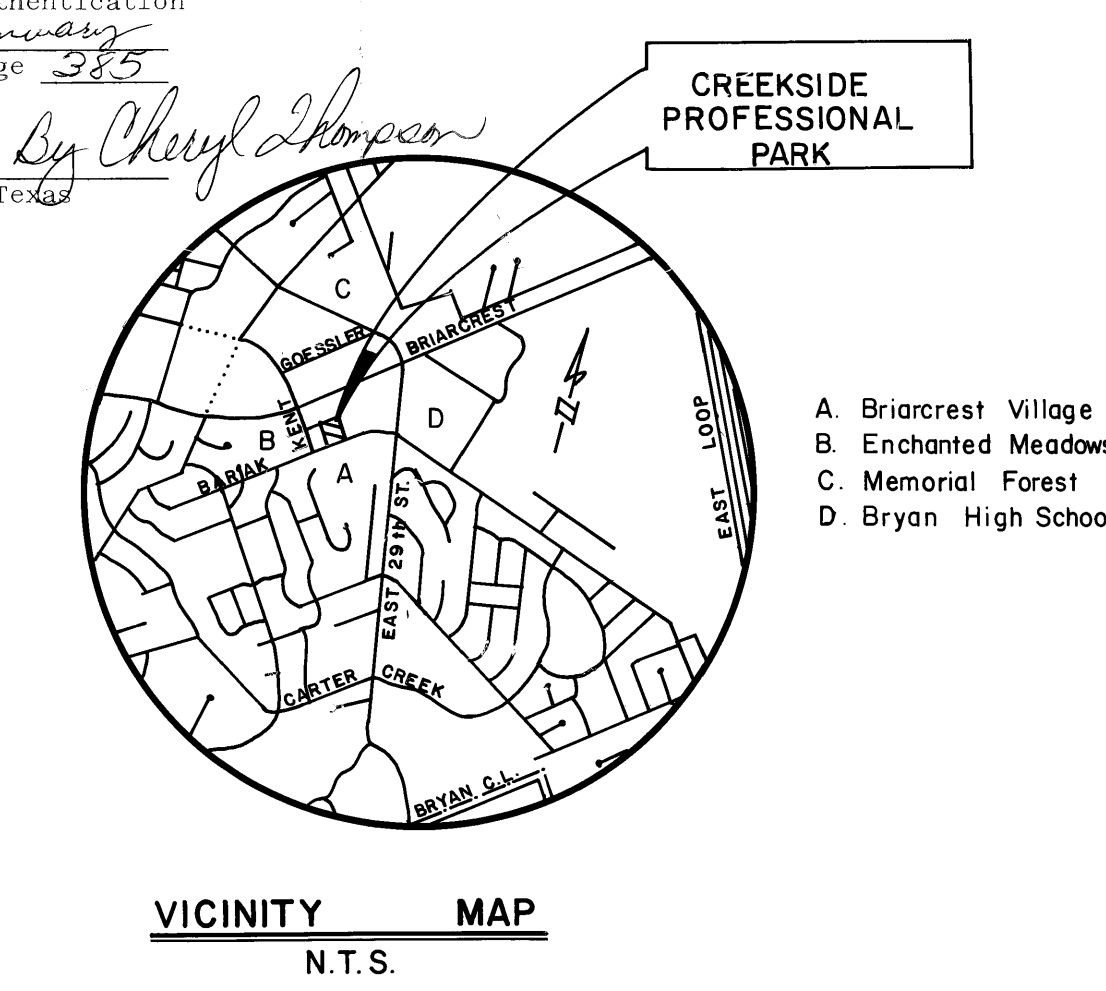 thentication
ge 385
By Cheryl Thompson
Texas
CREEKSIDE
PROFESSIONAL
PARK
C
GOESSLER
BRIARCREST
KENT
D
B
BARJAK
A
EAST 29th ST.
EAST LOOP
CARTER CREEK
BRYAN C.L.
A. Briarcrest Village
B. Enchanted Meadows
C. Memorial Forest
D. Bryan High Schoo
VICINITY MAP
N.T.S.